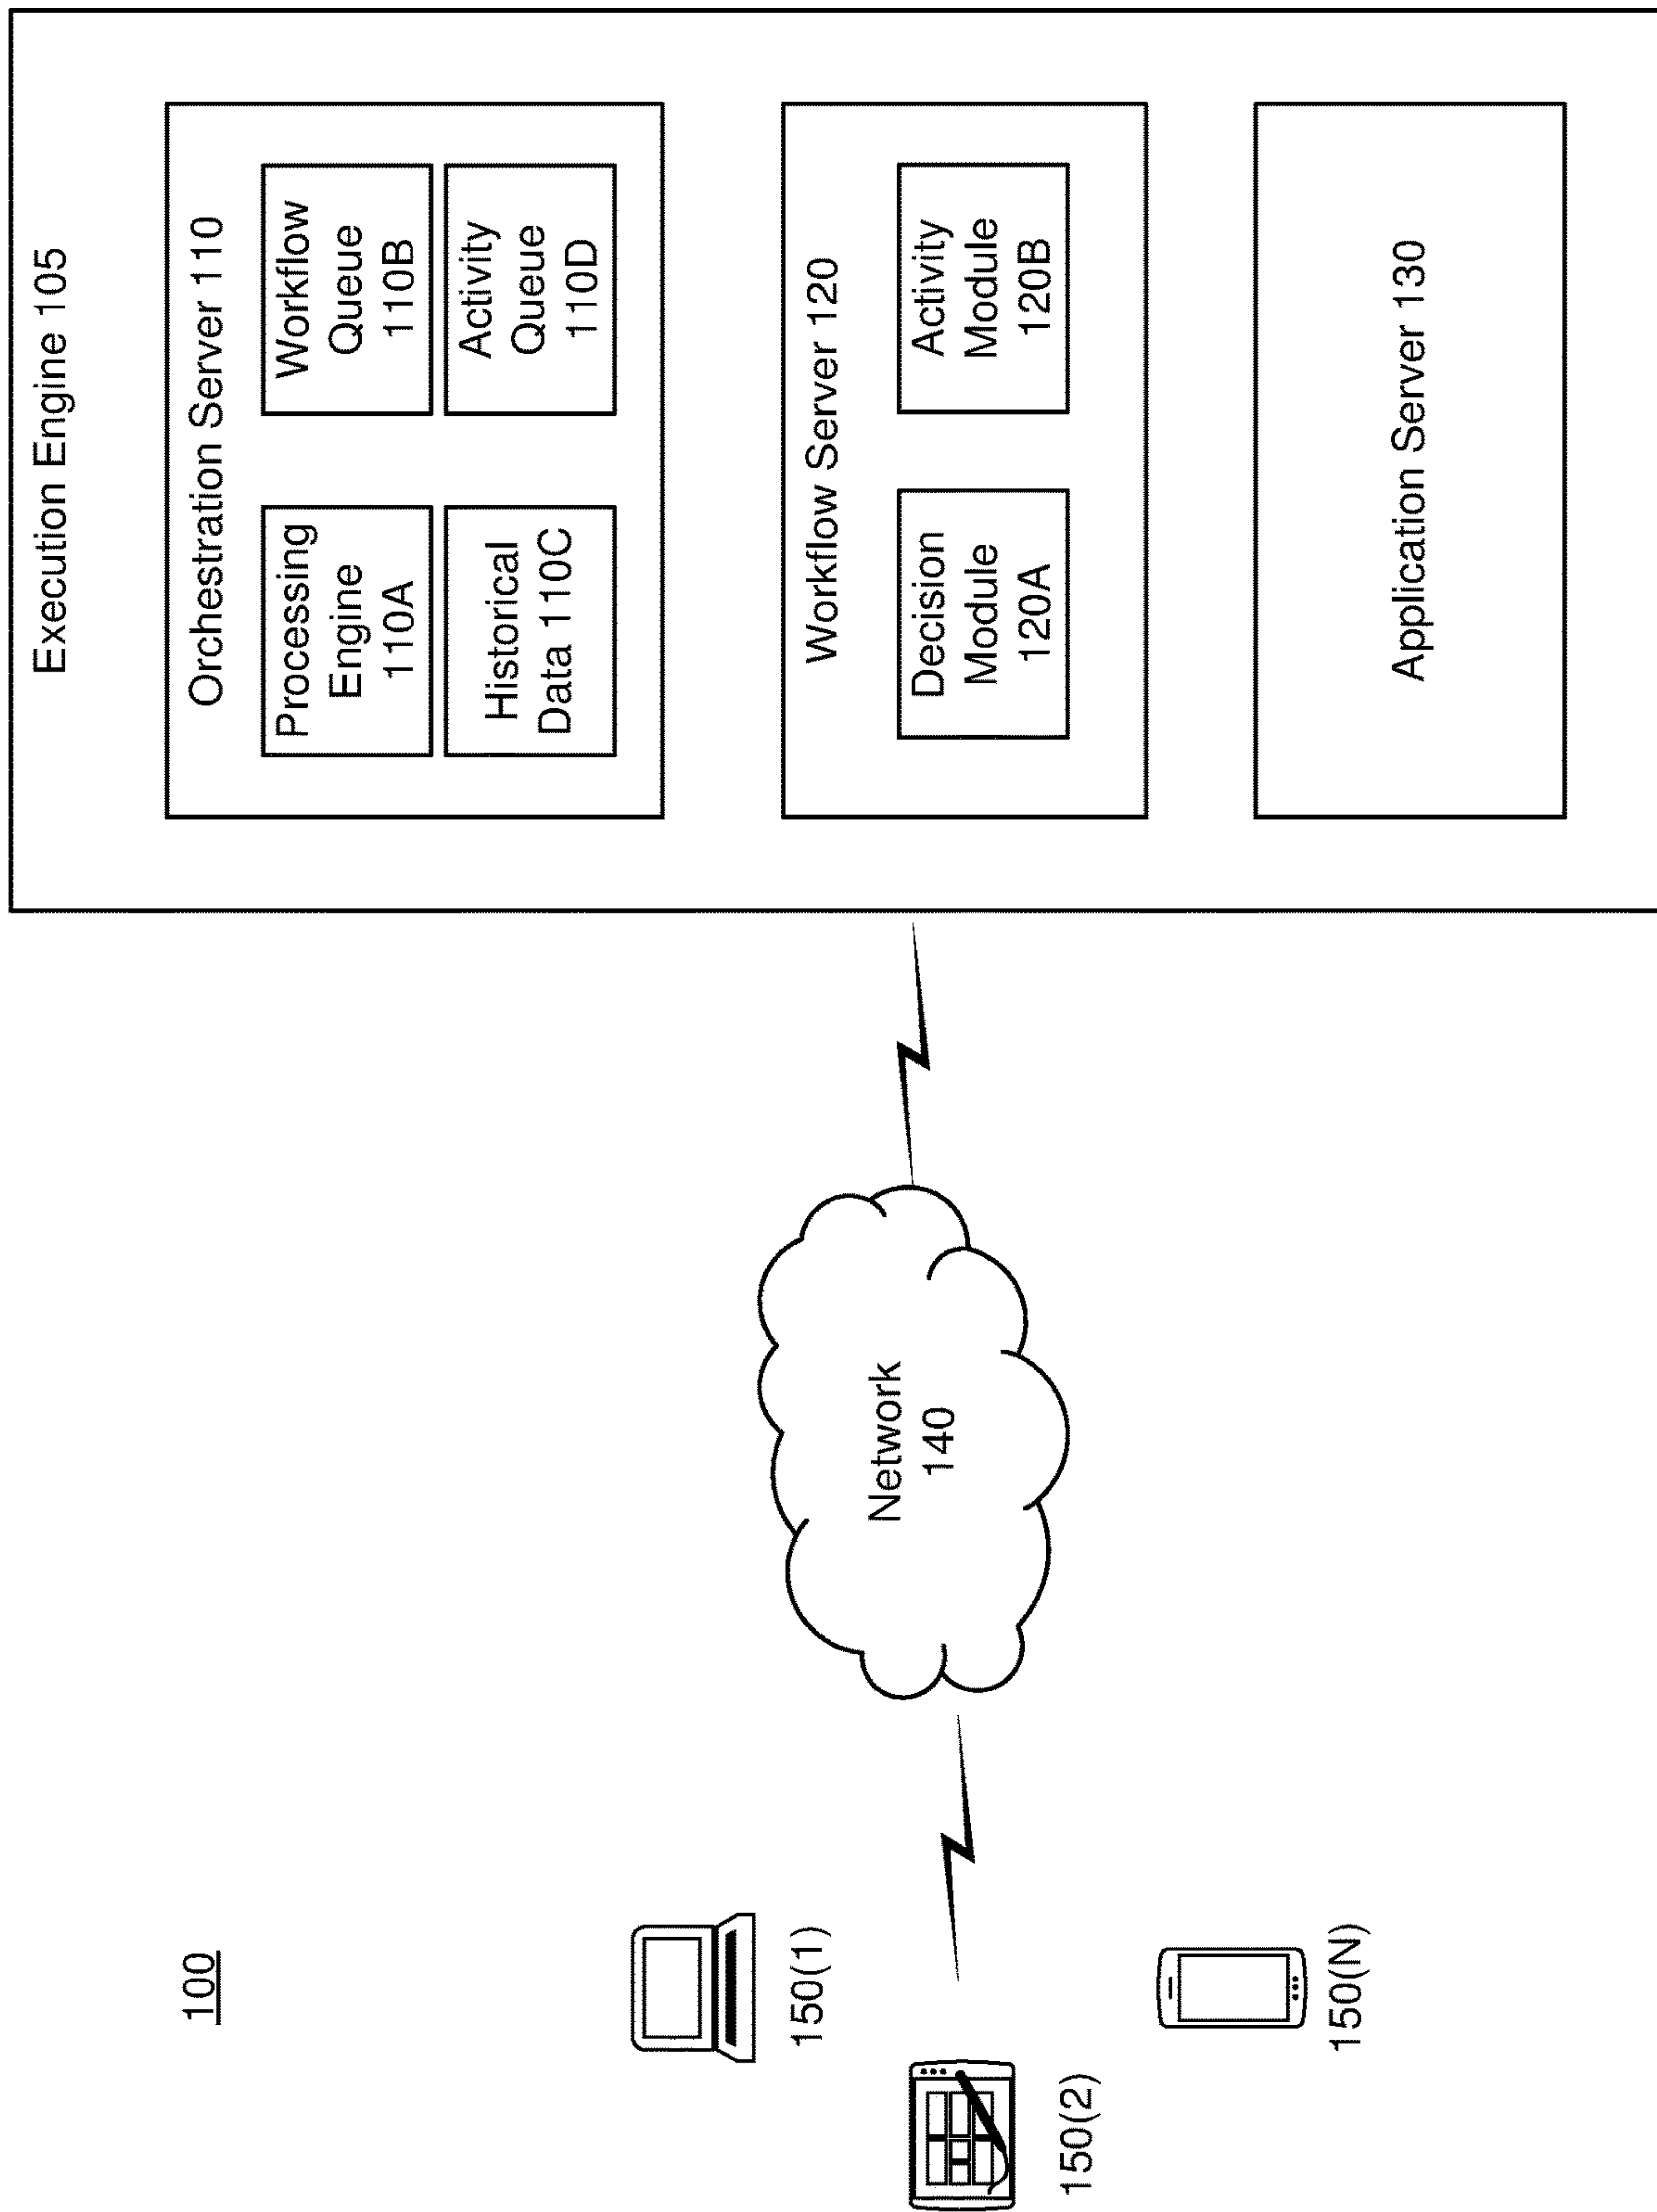 100
150(1)
150(2)
150(N)
Network
140
Execution Engine 105
Orchestration Server 110
Processing
Engine
110A
Workflow
Queue
110B
Historical
Data 110C
Activity
Queue
110D
Workflow Server 120
Decision
Module
120A
Activity
Module
120B
Application Server 130